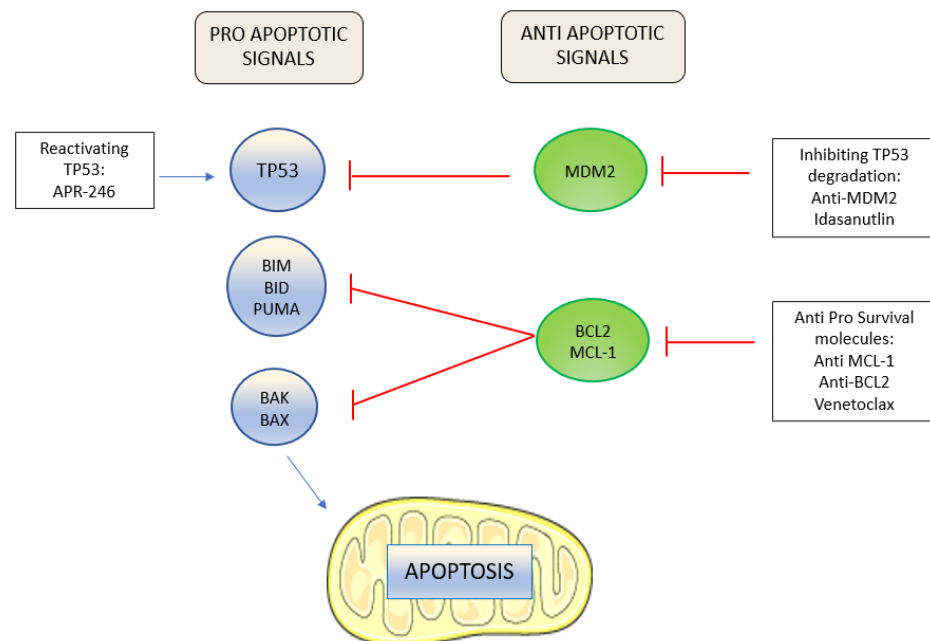 PRO APOPTOTIC
SIGNALS
ANTI APOPTOTIC
SIGNALS
Reactivating
TP53:
APR-246
TP53
MDM2
Inhibiting TP53
degradation:
Anti-MDM2
Idasanutlin
BIM
BID
PUMA
BCL2
MCL-1
Anti Pro Survival
molecules:
Anti MCL-1
Anti-BCL2
Venetoclax
BAK
BAX
APOPTOSIS